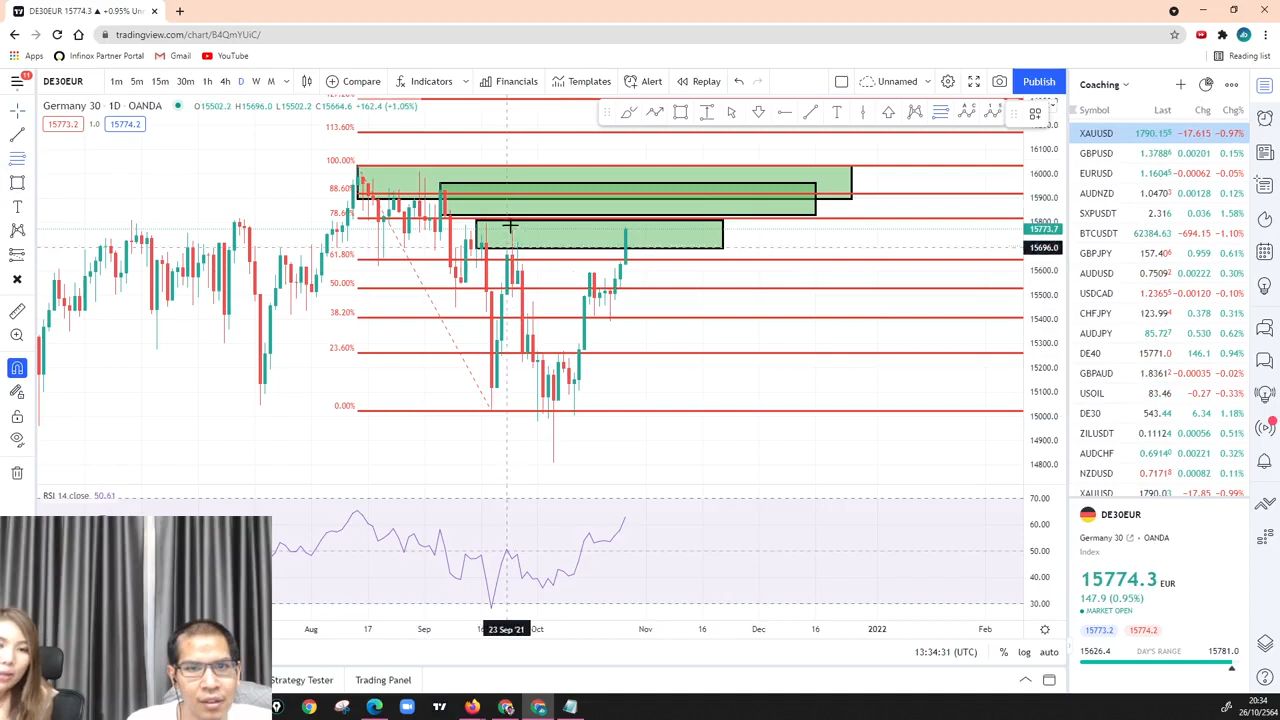 DE30EUR 15774.3 ▲ +0.95% Unr
tradingview.com/chart/B4QmYUiC/
Apps Infinox Partner Portal Gmail YouTube Reading list
11
DE30EUR 1m 5m 15m 30m 1h 4h D W M Compare Indicators Financials Templates Alert Replay Unnamed Publish
Germany 30 · 1D · OANDA O15502.2 H15696.0 L15502.2 C15664.6 +162.4 (+1.05%)
15773.2 1.0 15774.2
113.60%
100.00%
88.60%
78.60%
61.80%
50.00%
38.20%
23.60%
0.00%
16100.0
16000.0
15900.0
15800.0
15773.7
15696.0
15600.0
15500.0
15400.0
15300.0
15200.0
15100.0
15000.0
14900.0
14800.0
RSI 14 close 50.61
70.00
60.00
50.00
40.00
30.00
Aug 17 Sep 23 Sep '21 Oct Nov 16 Dec 16 2022 Feb
13:34:31 (UTC) % log auto
Strategy Tester Trading Panel
Coaching
Symbol Last Chg Chg%
XAUUSD 1790.15⁵ -17.615 -0.97%
GBPUSD 1.3788⁶ 0.00201 0.15%
EURUSD 1.1604⁵ -0.00062 -0.05%
AUDNZD 1.0470³ 0.00128 0.12%
SXPUSDT 2.316 0.036 1.58%
BTCUSDT 62384.63 -694.15 -1.10%
GBPJPY 157.40⁶ 0.959 0.61%
AUDUSD 0.7509² 0.00222 0.30%
USDCAD 1.2365⁵ -0.00120 -0.10%
CHFJPY 123.99⁴ 0.378 0.31%
AUDJPY 85.727 0.530 0.62%
DE40 15771.0 146.1 0.94%
GBPAUD 1.8361² -0.00035 -0.02%
USOIL 83.46 -0.27 -0.33%
DE30 543.44 6.34 1.18%
ZILUSDT 0.11124 0.00056 0.51%
AUDCHF 0.6914⁰ 0.00221 0.32%
NZDUSD 0.7171⁸ 0.00082 0.11%
XAUUSD 1790.03 -17.85 -0.99%
DE30EUR
Germany 30 · OANDA
Index
15774.3 EUR
147.9 (0.95%)
MARKET OPEN
15773.2 15774.2
15626.4 DAY'S RANGE 15781.0
20:34
26/10/2564